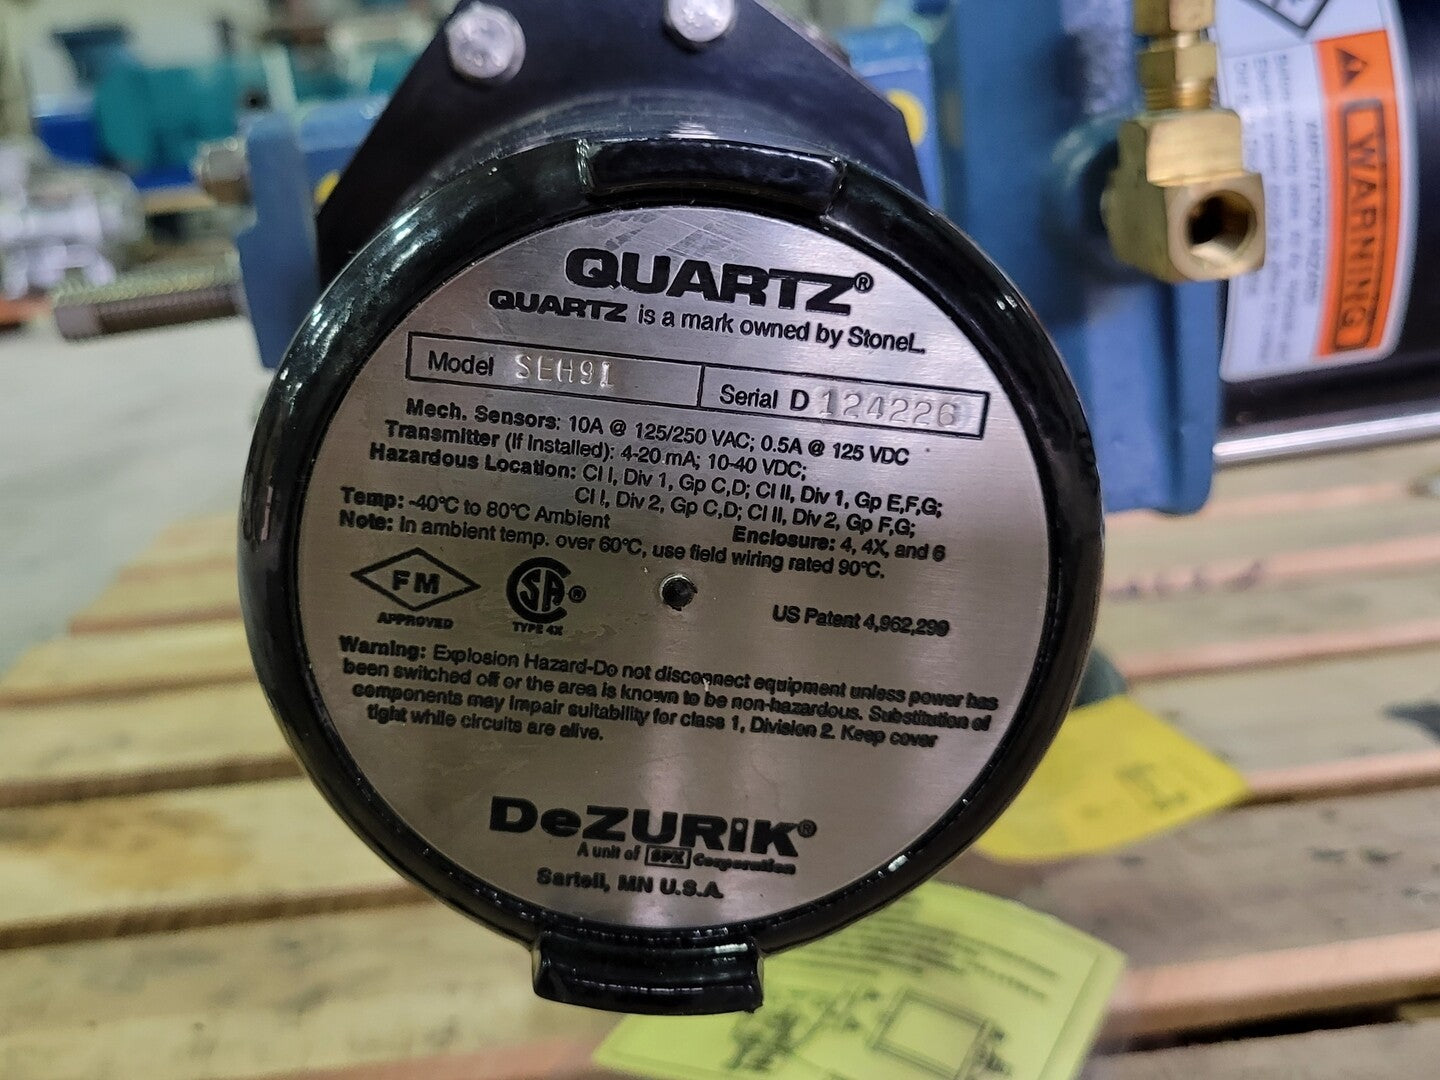 QUARTZ®
QUARTZ is a mark owned by StoneL.
Model SEH9I
Serial D 124226
Mech. Sensors: 10A @ 125/250 VAC; 0.5A @ 125 VDC
Transmitter (If Installed): 4-20 mA; 10-40 VDC;
Hazardous Location: Cl I, Div 1, Gp C,D; Cl II, Div 1, Gp E,F,G;
Cl I, Div 2, Gp C,D; Cl II, Div 2, Gp F,G;
Temp: -40°C to 80°C Ambient
Enclosure: 4, 4X, and 6
Note: In ambient temp. over 60°C, use field wiring rated 90°C.
FM
APPROVED
SA ®
TYPE 4X
US Patent 4,962,299
Warning: Explosion Hazard-Do not disconnect equipment unless power has
been switched off or the area is known to be non-hazardous. Substitution of
components may impair suitability for class 1, Division 2. Keep cover
tight while circuits are alive.
DeZURIK®
A unit of SPX Corporation
Sartell, MN U.S.A.
WARNING